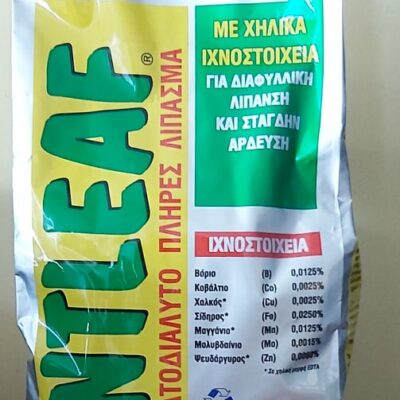 NTLEAF®
ΤΟΔΙΑΛΥΤΟ ΠΛΗΡΕΣ ΛΙΠΑΣΜΑ
ΜΕ ΧΗΛΙΚΑ
ΙΧΝΟΣΤΟΙΧΕΙΑ
ΓΙΑ ΔΙΑΦΥΛΛΙΚΗ
ΛΙΠΑΝΣΗ
ΚΑΙ ΣΤΑΓΔΗΝ
ΑΡΔΕΥΣΗ
ΙΧΝΟΣΤΟΙΧΕΙΑ
Βόριο (B) 0,0125%
Κοβάλτιο (Co) 0,0025%
Χαλκός* (Cu) 0,0025%
Σίδηρος* (Fe) 0,0250%
Μαγγάνιο* (Mn) 0,0125%
Μολυβδαίνιο (Mo) 0,0015%
Ψευδάργυρος* (Zn)
* Σε χηλική μορφή EDTA